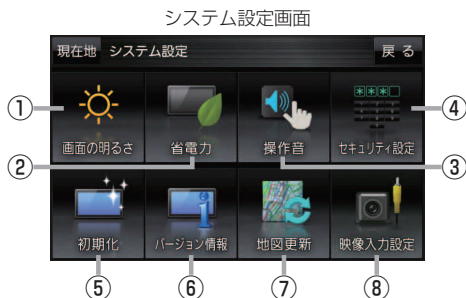 システム設定画面
現在地 システム設定 戻る
① ④
画面の明るさ 省電力 操作音 セキュリティ設定
② ③
初期化 バージョン情報 地図更新 映像入力設定
⑤ ⑥ ⑦ ⑧